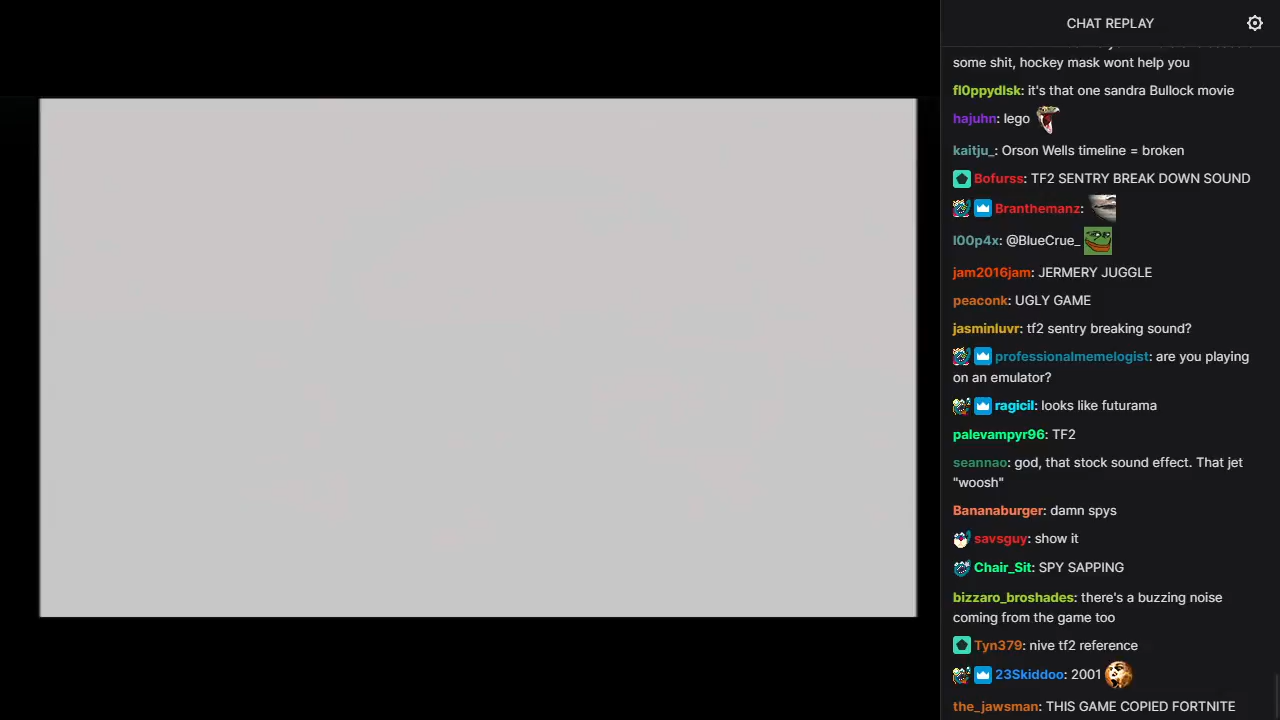 CHAT REPLAY
some shit, hockey mask wont help you
fl0ppydlsk: it's that one sandra Bullock movie
hajuhn: lego
kaitju_: Orson Wells timeline = broken
Bofurss: TF2 SENTRY BREAK DOWN SOUND
Branthemanz:
l00p4x: @BlueCrue_
jam2016jam: JERMERY JUGGLE
peaconk: UGLY GAME
jasminluvr: tf2 sentry breaking sound?
professionalmemelogist: are you playing
on an emulator?
ragicil: looks like futurama
palevampyr96: TF2
seannao: god, that stock sound effect. That jet
"woosh"
Bananaburger: damn spys
savsguy: show it
Chair_Sit: SPY SAPPING
bizzaro_broshades: there's a buzzing noise
coming from the game too
Tyn379: nive tf2 reference
23Skiddoo: 2001
the_jawsman: THIS GAME COPIED FORTNITE